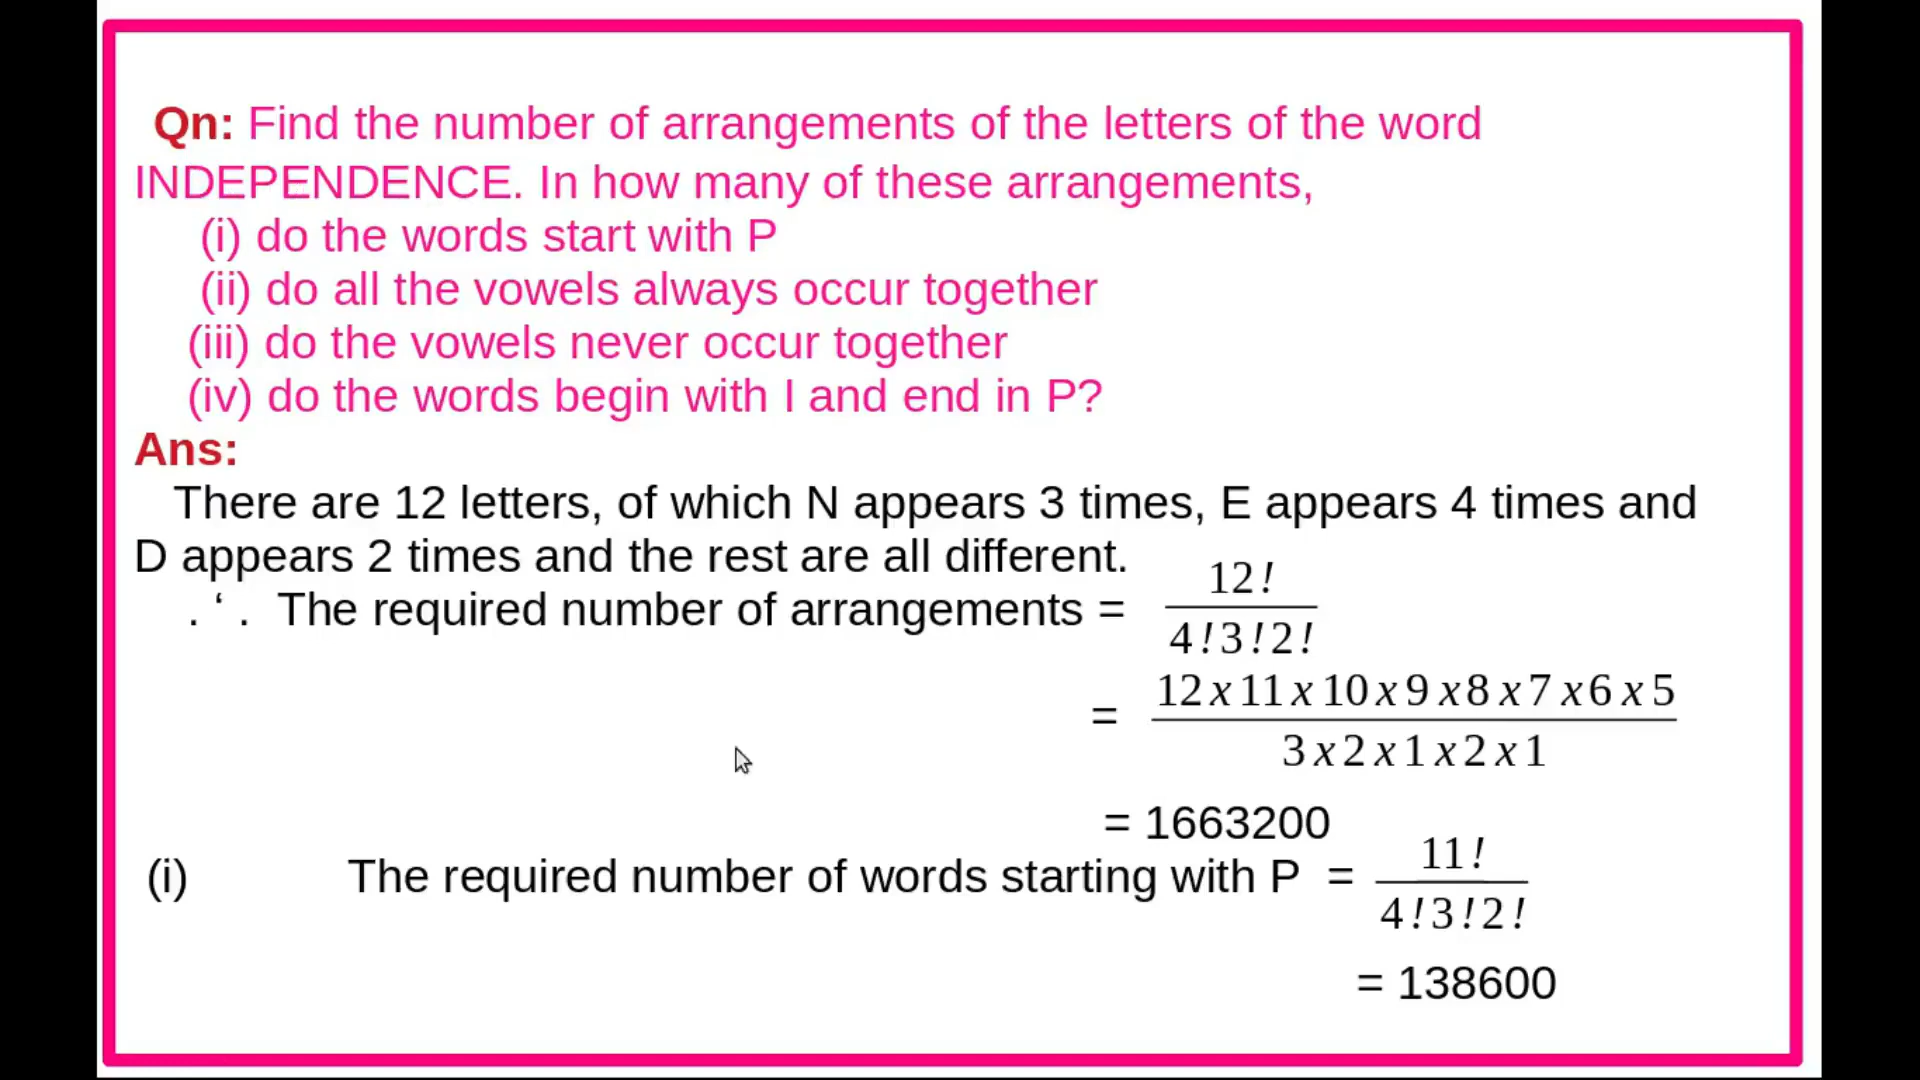 Qn: Find the number of arrangements of the letters of the word
INDEPENDENCE. In how many of these arrangements,
(i) do the words start with P
(ii) do all the vowels always occur together
(iii) do the vowels never occur together
(iv) do the words begin with I and end in P?
Ans:
There are 12 letters, of which N appears 3 times, E appears 4 times and
D appears 2 times and the rest are all different.
. ‘ . The required number of arrangements =
12!
4!3!2!
=
12x11x10x9x8x7x6x5
3x2x1x2x1
= 1663200
(i) The required number of words starting with P =
11!
4!3!2!
= 138600